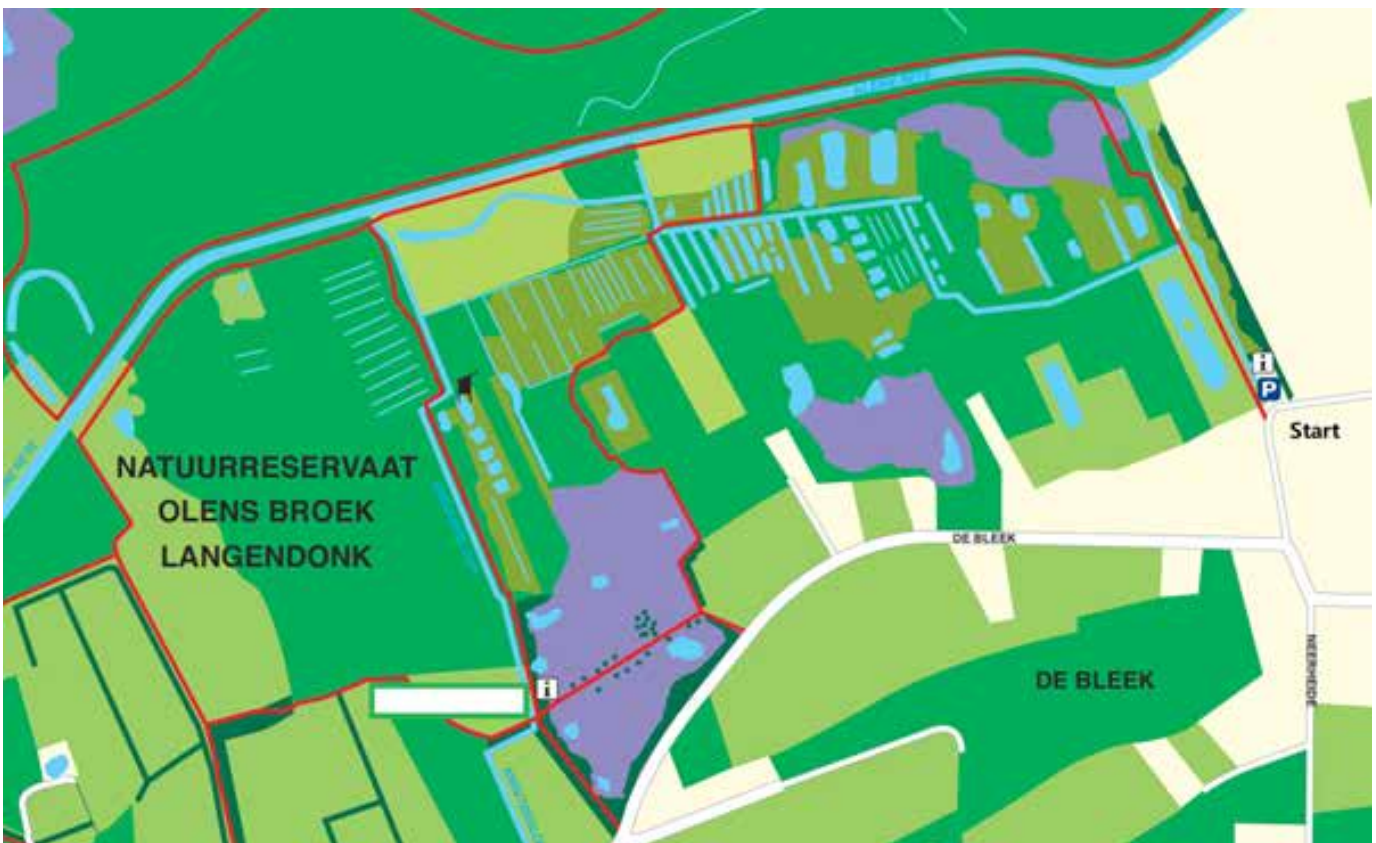 i
P
Start
NATUURRESERVAAT
OLENS BROEK
LANGENDONK
DE BLEEK
i
DE BLEEK
NEERHEIDE